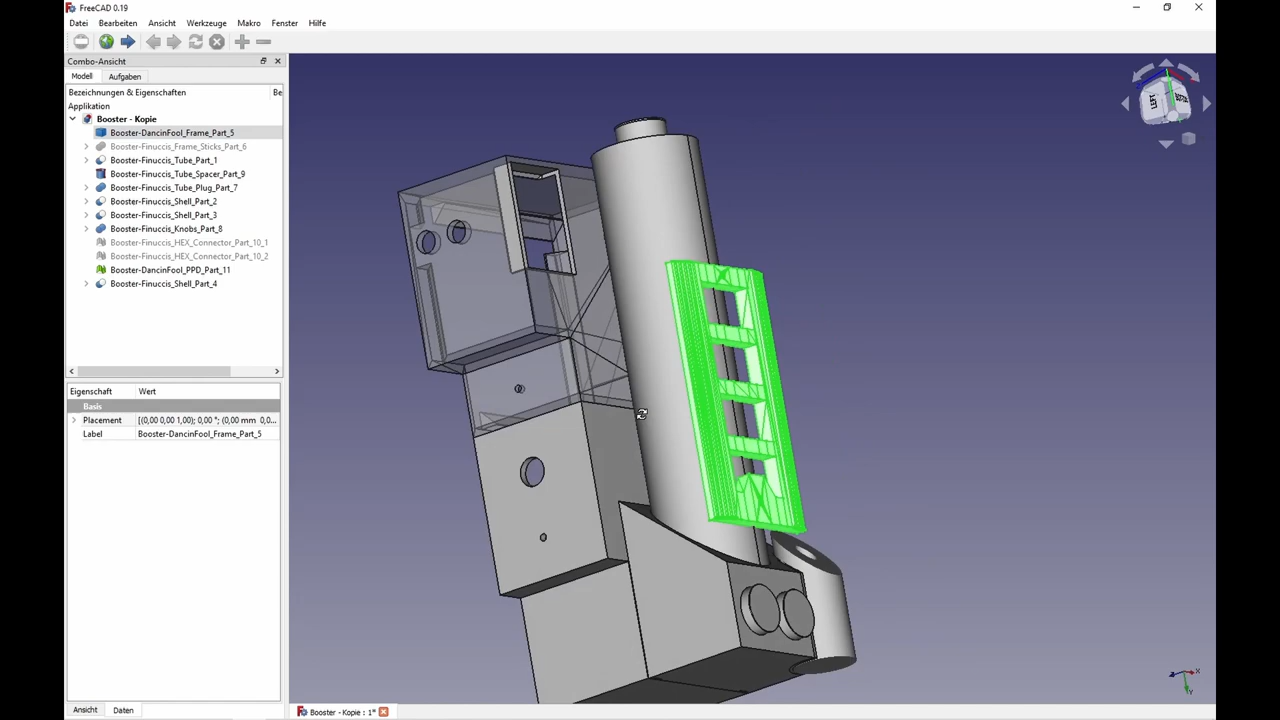 FreeCAD 0.19
Datei Bearbeiten Ansicht Werkzeuge Makro Fenster Hilfe
Combo-Ansicht
Modell Aufgaben
Bezeichnungen & Eigenschaften Be
Applikation
Booster - Kopie
Booster-DancinFool_Frame_Part_5
Booster-Finuccis_Frame_Sticks_Part_6
Booster-Finuccis_Tube_Part_1
Booster-Finuccis_Tube_Spacer_Part_9
Booster-Finuccis_Tube_Plug_Part_7
Booster-Finuccis_Shell_Part_2
Booster-Finuccis_Shell_Part_3
Booster-Finuccis_Knobs_Part_8
Booster-Finuccis_HEX_Connector_Part_10_1
Booster-Finuccis_HEX_Connector_Part_10_2
Booster-DancinFool_PPD_Part_11
Booster-Finuccis_Shell_Part_4
Eigenschaft Wert
Basis
Placement [(0,00 0,00 1,00); 0,00 °; (0,00 mm 0,0...
Label Booster-DancinFool_Frame_Part_5
Ansicht Daten
Booster - Kopie : 1*
LEFT
X
Y
Z